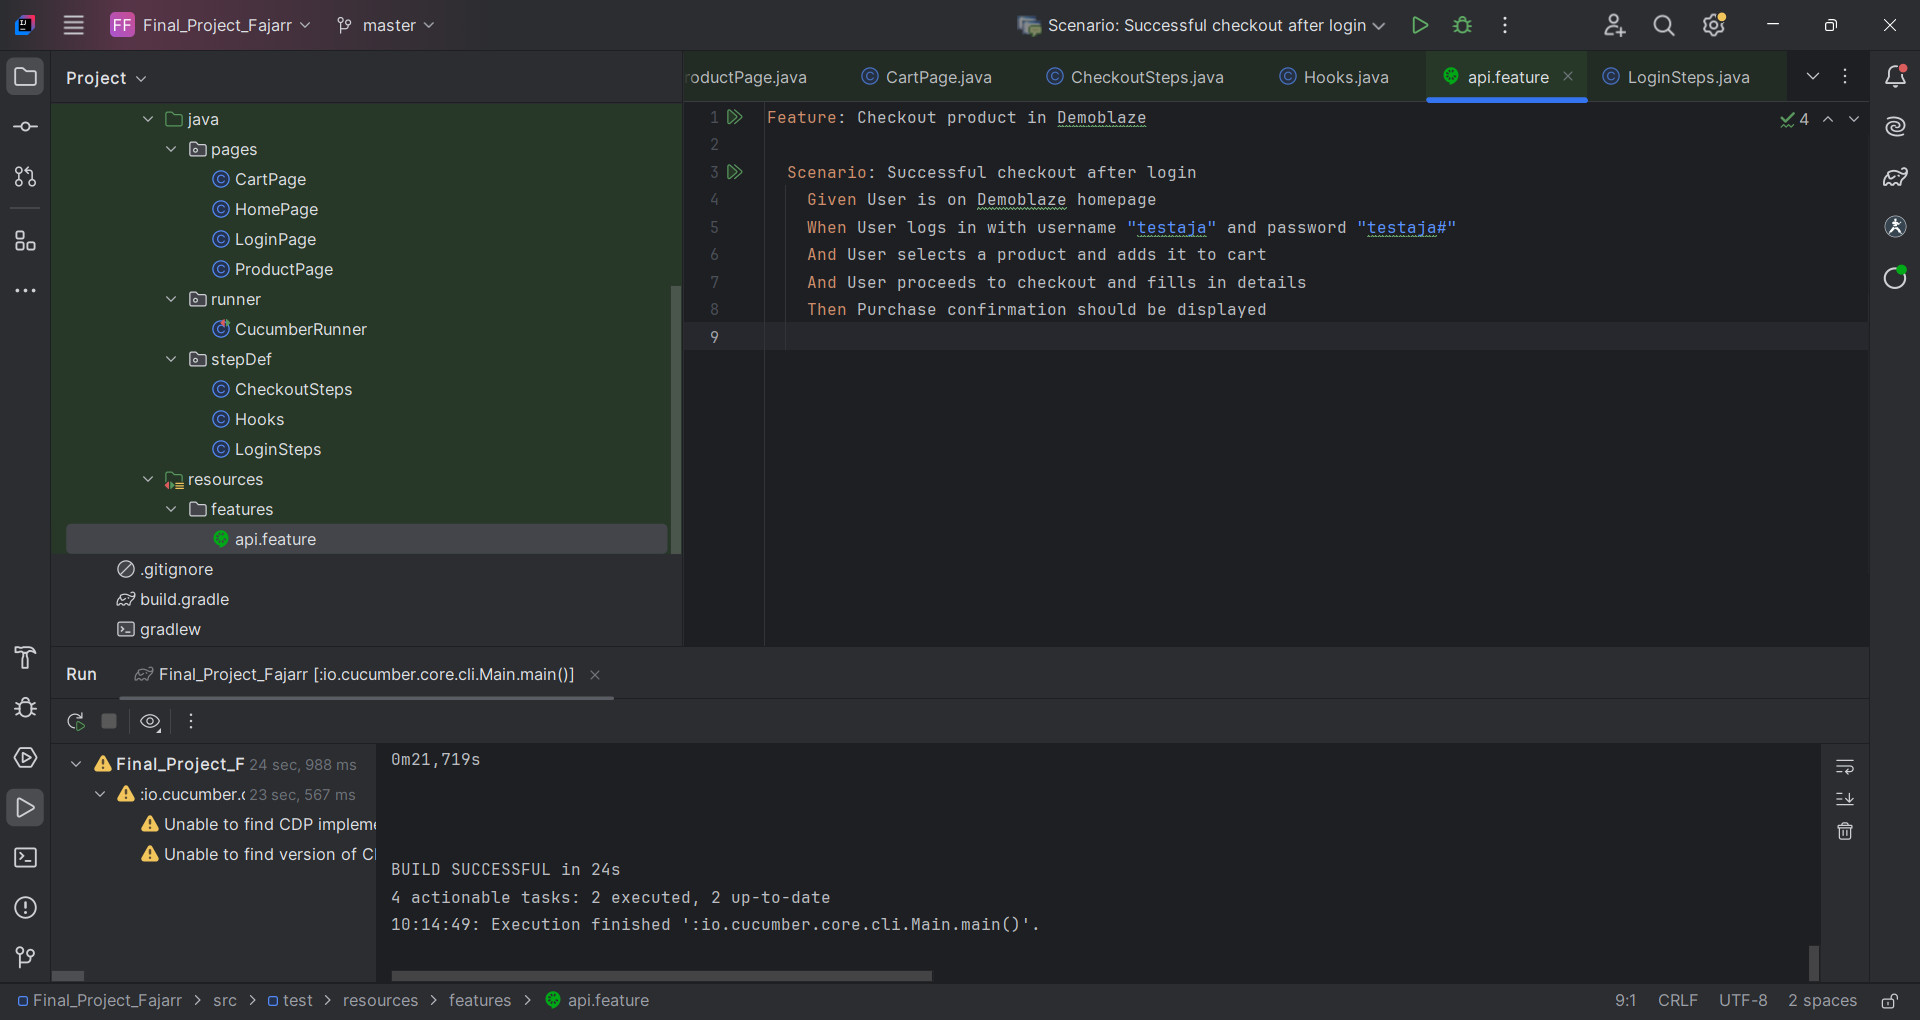 FF Final_Project_Fajarr master Scenario: Successful checkout after login
Project
oductPage.java CartPage.java CheckoutSteps.java Hooks.java api.feature LoginSteps.java
java
pages
CartPage
HomePage
LoginPage
ProductPage
runner
CucumberRunner
stepDef
CheckoutSteps
Hooks
LoginSteps
resources
features
api.feature
.gitignore
build.gradle
gradlew
1 Feature: Checkout product in Demoblaze
4
2
3 Scenario: Successful checkout after login
4 Given User is on Demoblaze homepage
5 When User logs in with username "testaja" and password "testaja#"
6 And User selects a product and adds it to cart
7 And User proceeds to checkout and fills in details
8 Then Purchase confirmation should be displayed
9
Run Final_Project_Fajarr [:io.cucumber.core.cli.Main.main()]
Final_Project_F 24 sec, 988 ms
:io.cucumber.c 23 sec, 567 ms
Unable to find CDP impleme
Unable to find version of C
0m21,719s
BUILD SUCCESSFUL in 24s
4 actionable tasks: 2 executed, 2 up-to-date
10:14:49: Execution finished ':io.cucumber.core.cli.Main.main()'.
Final_Project_Fajarr > src > test > resources > features > api.feature
9:1 CRLF UTF-8 2 spaces